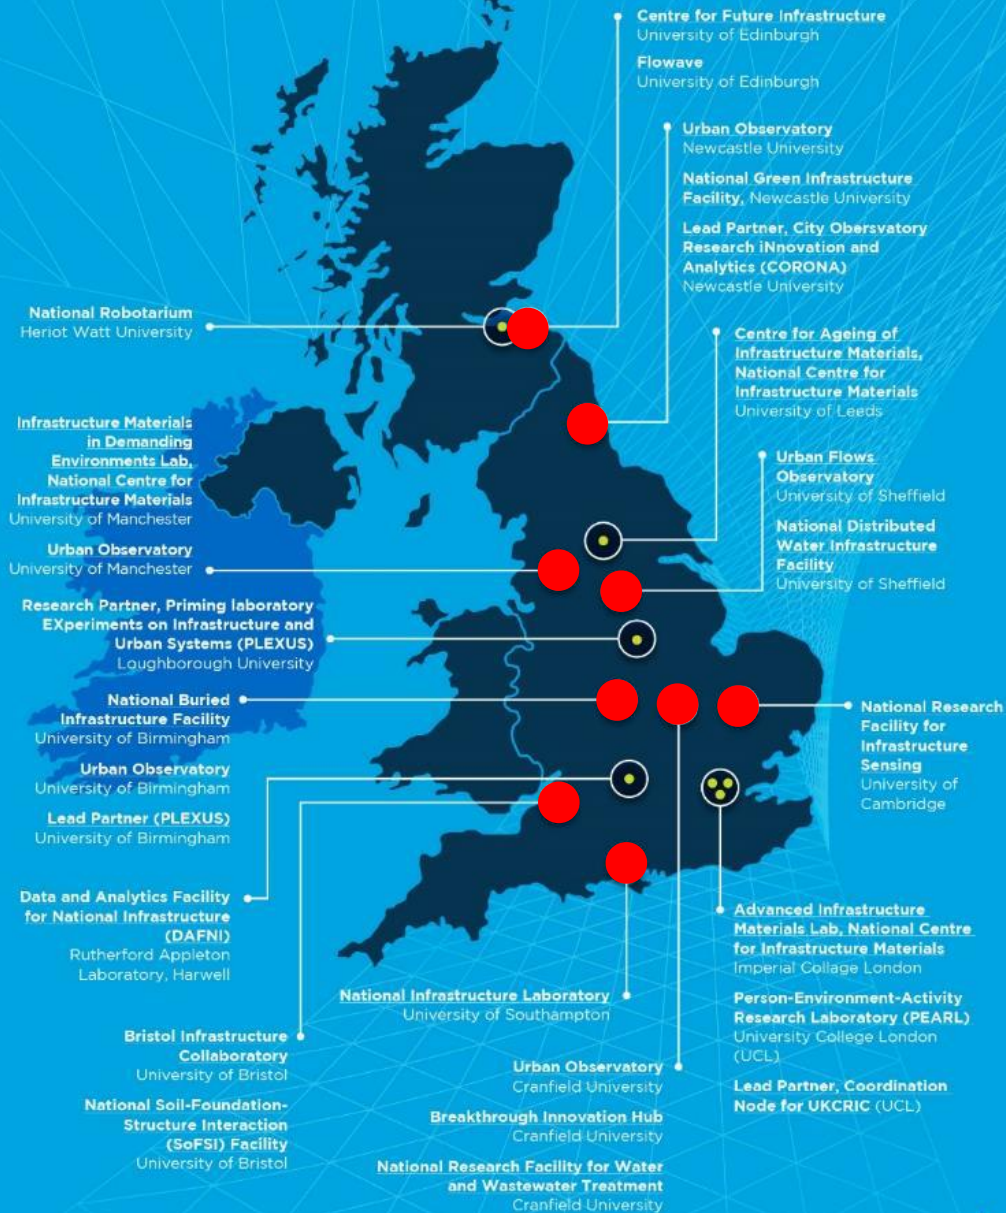 Centre for Future Infrastructure
University of Edinburgh
Flowave
University of Edinburgh
Urban Observatory
Newcastle University
National Green Infrastructure
Facility, Newcastle University
Lead Partner, City Obersvatory
Research iNnovation and
Analytics (CORONA)
Newcastle University
National Robotarium
Heriot Watt University
Centre for Ageing of
Infrastructure Materials,
National Centre for
Infrastructure Materials
University of Leeds
Infrastructure Materials
in Demanding
Environments Lab,
National Centre for
Infrastructure Materials
University of Manchester
Urban Observatory
University of Manchester
Urban Flows
Observatory
University of Sheffield
National Distributed
Water Infrastructure
Facility
University of Sheffield
Research Partner, Priming laboratory
EXperiments on Infrastructure and
Urban Systems (PLEXUS)
Loughborough University
National Buried
Infrastructure Facility
University of Birmingham
Urban Observatory
University of Birmingham
Lead Partner (PLEXUS)
University of Birmingham
National Research
Facility for
Infrastructure
Sensing
University of
Cambridge
Data and Analytics Facility
for National Infrastructure
(DAFNI)
Rutherford Appleton
Laboratory, Harwell
Advanced Infrastructure
Materials Lab, National Centre
for Infrastructure Materials
Imperial Collage London
Person-Environment-Activity
Research Laboratory (PEARL)
University College London
(UCL)
Lead Partner, Coordination
Node for UKCRIC (UCL)
National Infrastructure Laboratory
University of Southampton
Bristol Infrastructure
Collaboratory
University of Bristol
National Soil-Foundation-
Structure Interaction
(SoFSI) Facility
University of Bristol
Urban Observatory
Cranfield University
Breakthrough Innovation Hub
Cranfield University
National Research Facility for Water
and Wastewater Treatment
Cranfield University